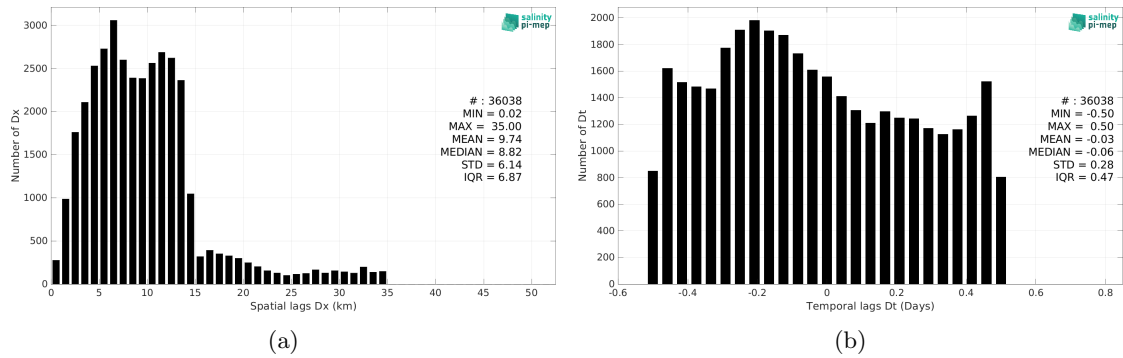 salinity
pi-mep
3000
2500
2000
1500
1000
500
0
Number of Dx
# : 36038
MIN = 0.02
MAX = 35.00
MEAN = 9.74
MEDIAN = 8.82
STD = 6.14
IQR = 6.87
0 5 10 15 20 25 30 35 40 45 50
Spatial lags Dx (km)
(a)
salinity
pi-mep
2000
1800
1600
1400
1200
1000
800
600
400
200
0
Number of Dt
# : 36038
MIN = -0.50
MAX = 0.50
MEAN = -0.03
MEDIAN = -0.06
STD = 0.28
IQR = 0.47
-0.6 -0.4 -0.2 0 0.2 0.4 0.6 0.8
Temporal lags Dt (Days)
(b)